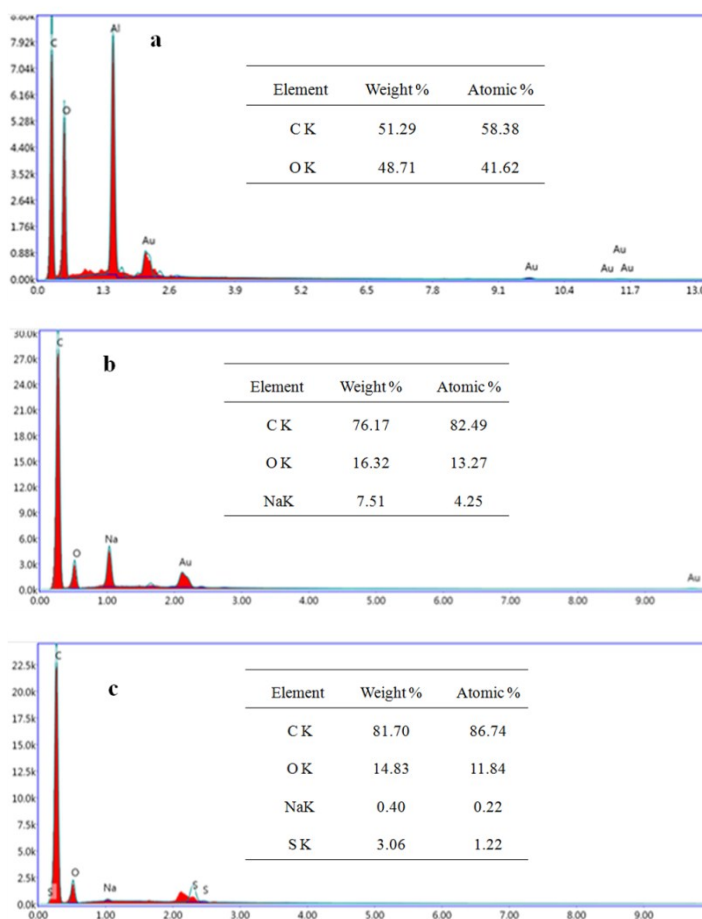 8.80k
a
C
Al
7.92k
7.04k
O
6.16k
5.28k
4.40k
3.52k
2.64k
1.76k
0.88k
0.00k
Element Weight % Atomic %
C K 51.29 58.38
O K 48.71 41.62
Au
Au
Au
Au Au
0.0 1.3 2.6 3.9 5.2 6.5 7.8 9.1 10.4 11.7 13.0
30.0k
b
C
27.0k
24.0k
21.0k
18.0k
15.0k
12.0k
9.0k
6.0k
3.0k
0.0k
Element Weight % Atomic %
C K 76.17 82.49
O K 16.32 13.27
NaK 7.51 4.25
O
Na
Au
Au
0.00 1.00 2.00 3.00 4.00 5.00 6.00 7.00 8.00 9.00
c
C
22.5k
20.0k
17.5k
15.0k
12.5k
10.0k
7.5k
5.0k
2.5k
0.0k
Element Weight % Atomic %
C K 81.70 86.74
O K 14.83 11.84
NaK 0.40 0.22
S K 3.06 1.22
S
O
Na
S
S
0.00 1.00 2.00 3.00 4.00 5.00 6.00 7.00 8.00 9.00